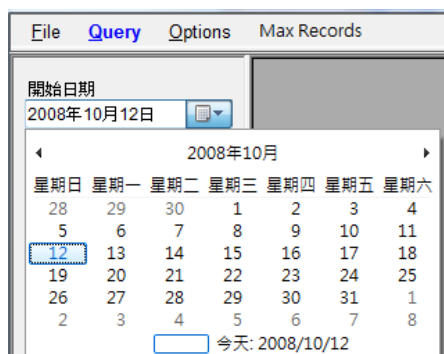 File Query Options Max Records
開始日期
2008年10月12日
2008年10月
星期日 星期一 星期二 星期三 星期四 星期五 星期六
28 29 30 1 2 3 4
5 6 7 8 9 10 11
12 13 14 15 16 17 18
19 20 21 22 23 24 25
26 27 28 29 30 31 1
2 3 4 5 6 7 8
今天: 2008/10/12